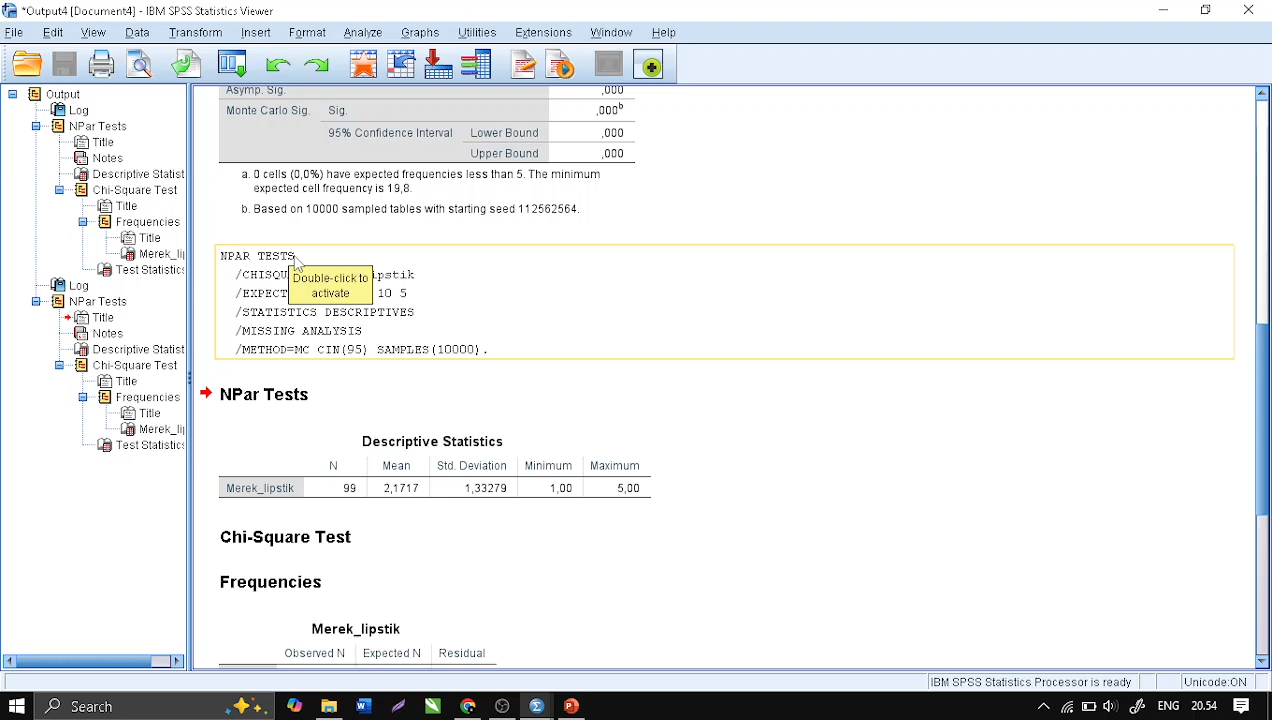 *Output4 [Document4] - IBM SPSS Statistics Viewer
File Edit View Data Transform Insert Format Analyze Graphs Utilities Extensions Window Help
Output
Log
NPar Tests
Title
Notes
Descriptive Statist
Chi-Square Test
Title
Frequencies
Title
Merek_li
Test Statistics
Log
NPar Tests
Title
Notes
Descriptive Statist
Chi-Square Test
Title
Frequencies
Title
Merek_li
Test Statistics
Asymp. Sig. ,000
Monte Carlo Sig. Sig. ,000b
95% Confidence Interval Lower Bound ,000
Upper Bound ,000
a. 0 cells (0,0%) have expected frequencies less than 5. The minimum
expected cell frequency is 19,8.
b. Based on 10000 sampled tables with starting seed 112562564.
NPAR TESTS
/CHISQU lipstik
/EXPECT 10 5
/STATISTICS DESCRIPTIVES
/MISSING ANALYSIS
/METHOD=MC CIN(95) SAMPLES(10000).
Double-click to
activate
NPar Tests
Descriptive Statistics
N Mean Std. Deviation Minimum Maximum
Merek_lipstik 99 2,1717 1,33279 1,00 5,00
Chi-Square Test
Frequencies
Merek_lipstik
Observed N Expected N Residual
IBM SPSS Statistics Processor is ready Unicode:ON
Search ENG 20.54